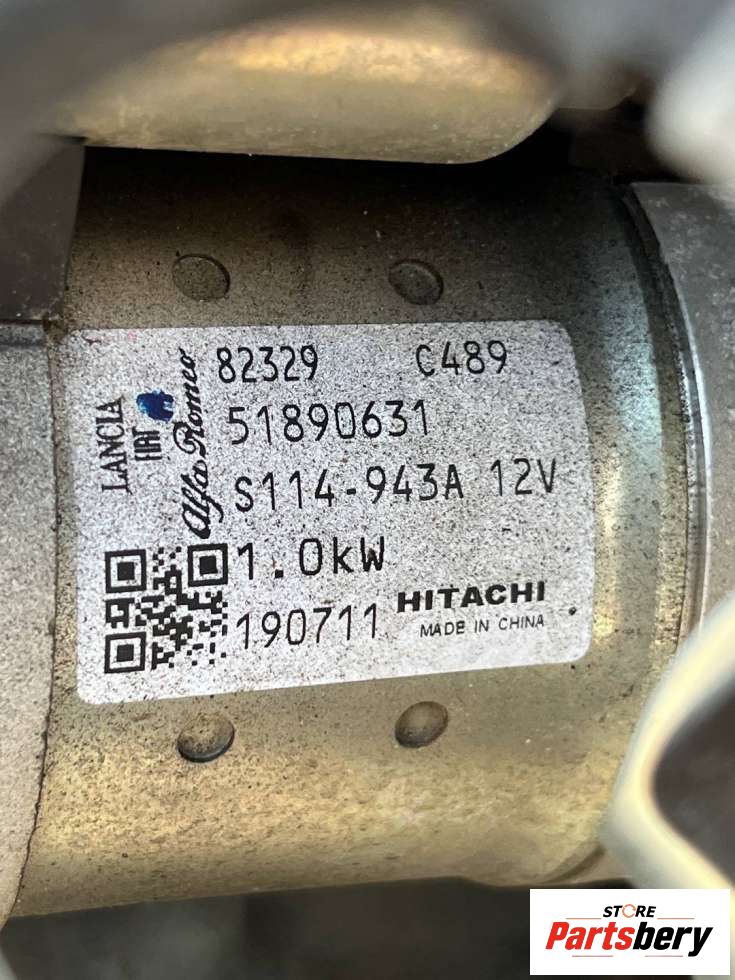 82329 C489
51890631
S114-943A 12V
1.0kW
190711 HITACHI
MADE IN CHINA
LANCIA
FIAT
Alfa Romeo
STORE
Partsbery